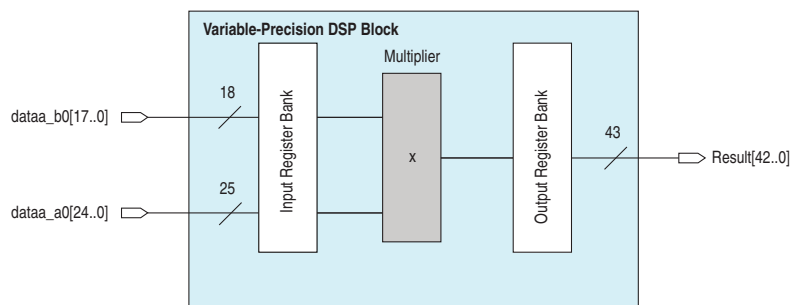 Variable-Precision DSP Block
Multiplier
18
dataa_b0[17..0]
Input Register Bank
x
Output Register Bank
43
Result[42..0]
25
dataa_a0[24..0]